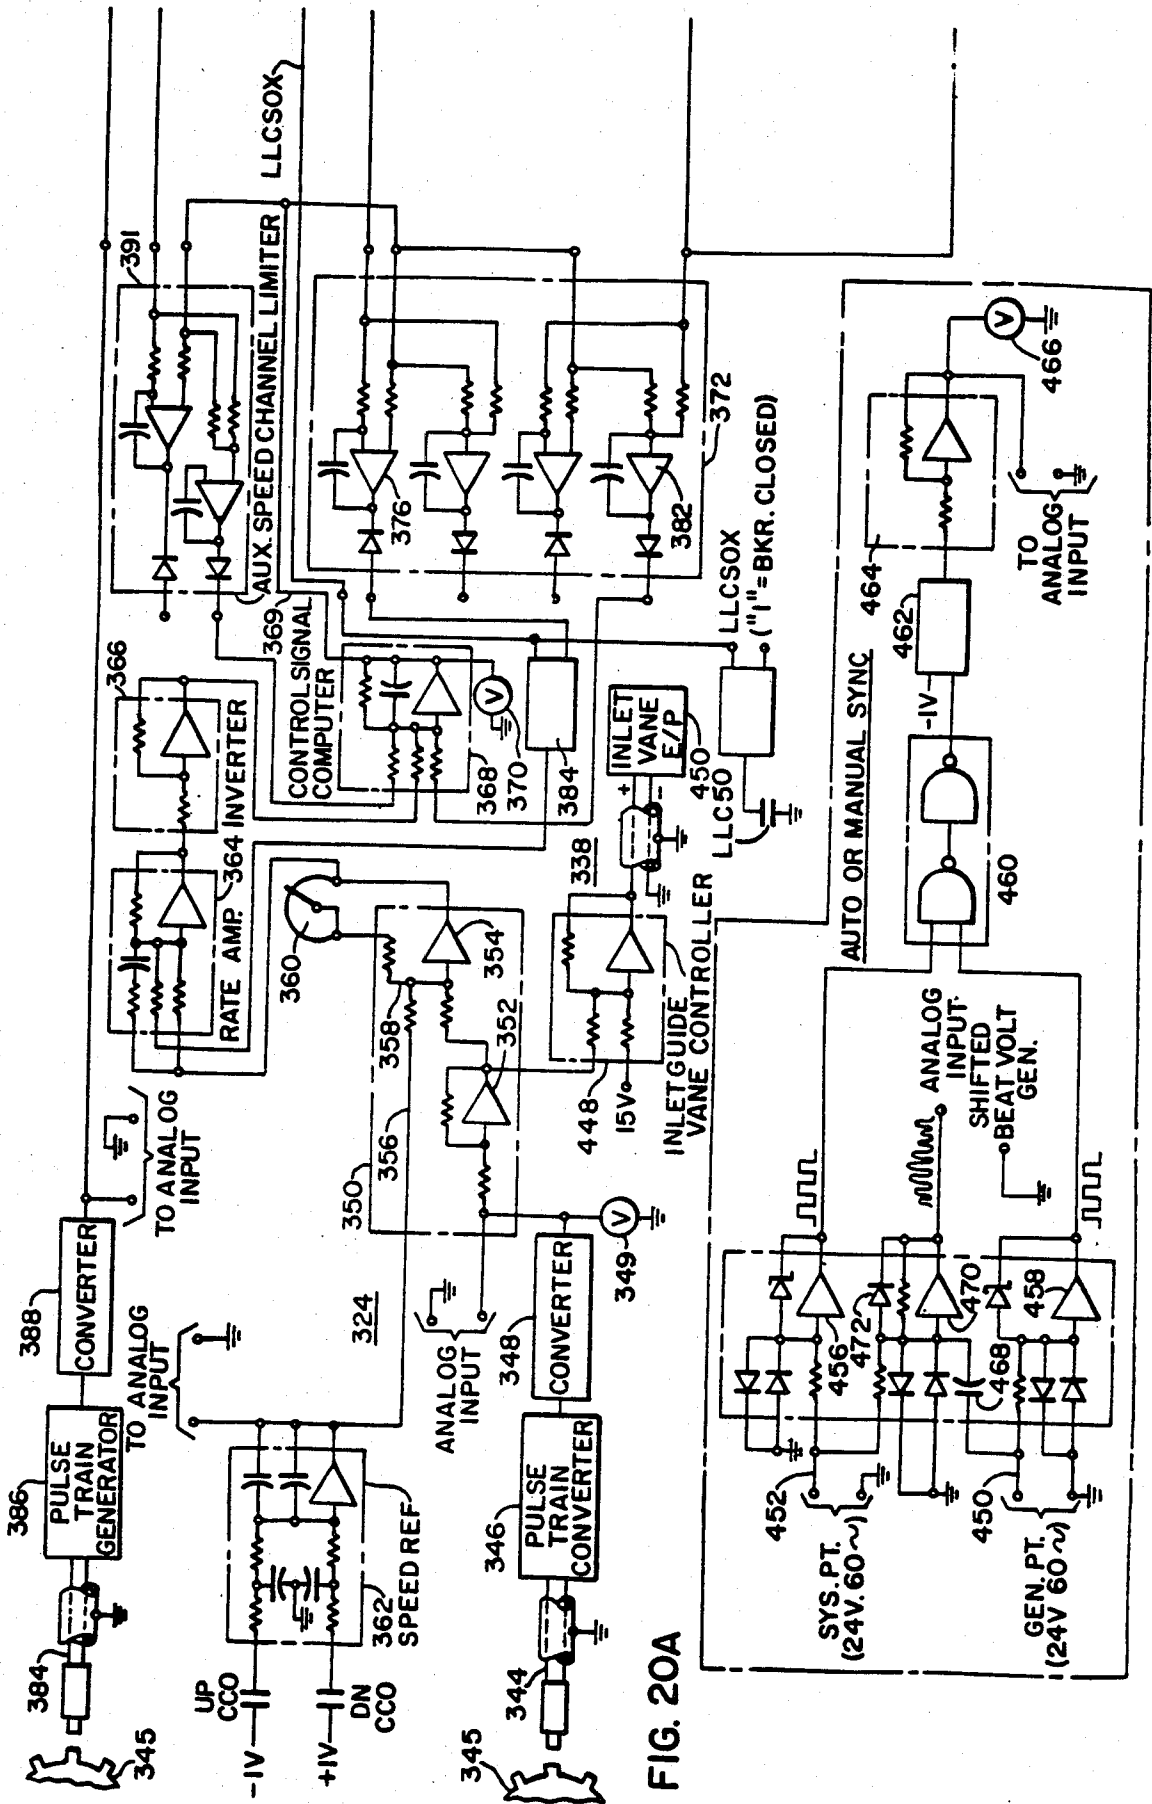 345
384
386
PULSE
TRAIN
GENERATOR
388
CONVERTER
TO ANALOG
INPUT
TO ANALOG
INPUT
-1V
UP
CCO
+1V
DN
CCO
362
SPEED REF
324
ANALOG
INPUT
345
344
346
PULSE
TRAIN
CONVERTER
348
CONVERTER
349
350
356
358
352
354
360
RATE AMP.
364
INVERTER
366
CONTROL SIGNAL
COMPUTER
368
369
370
384
AUX. SPEED CHANNEL LIMITER
391
LLCSOX
376
382
372
448
15V
INLET GUIDE
VANE CONTROLLER
338
+
-
INLET
VANE
E/P
450
LLC50
LLCSOX
("1"=BKR. CLOSED)
FIG. 20A
AUTO OR MANUAL SYNC
SYS. PT.
(24V. 60~)
452
GEN. PT.
(24V 60~)
450
456
472
470
468
458
ANALOG
INPUT
SHIFTED
BEAT VOLT
GEN.
460
-1V
462
464
466
TO
ANALOG
INPUT
V
V
V